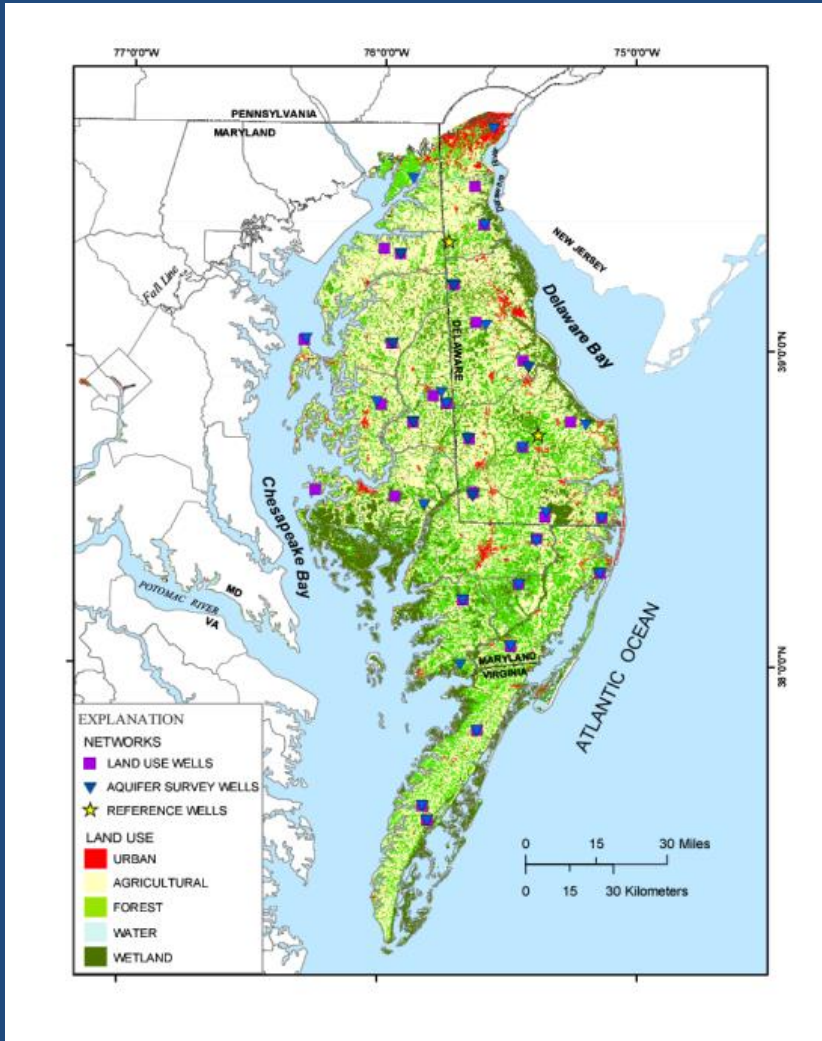 77°0'0"W
76°0'0"W
75°0'0"W
PENNSYLVANIA
MARYLAND
Delaware River
NEW JERSEY
Fall Line
Delaware Bay
DELAWARE
39°0'0"N
Chesapeake Bay
POTOMAC RIVER
MD
VA
ATLANTIC OCEAN
38°0'0"N
MARYLAND
VIRGINIA
EXPLANATION
NETWORKS
LAND USE WELLS
AQUIFER SURVEY WELLS
REFERENCE WELLS
LAND USE
URBAN
AGRICULTURAL
FOREST
WATER
WETLAND
0 15 30 Miles
0 15 30 Kilometers